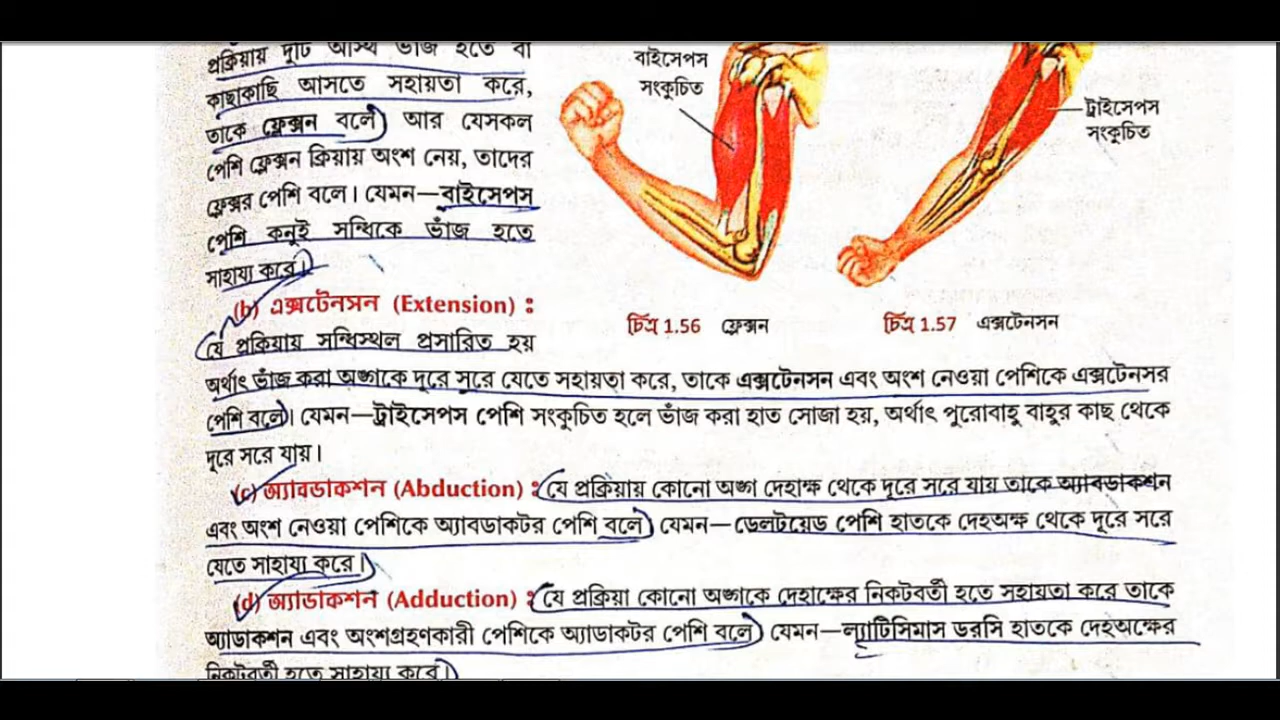 প্রক্রিয়ায় দুটি অস্থি ভাঁজ হতে বা
কাছাকাছি আসতে সহায়তা করে,
তাকে ফ্লেক্সন বলে। আর যেসকল
পেশি ফ্লেক্সন ক্রিয়ায় অংশ নেয়, তাদের
ফ্লেক্সর পেশি বলে। যেমন—বাইসেপস
পেশি কনুই সন্ধিকে ভাঁজ হতে
সাহায্য করে।
বাইসেপস
সংকুচিত
ট্রাইসেপস
সংকুচিত
চিত্র 1.56 ফ্লেক্সন
চিত্র 1.57 এক্সটেনসন
(b) এক্সটেনসন (Extension) :
যে প্রক্রিয়ায় সন্ধিস্থল প্রসারিত হয়
অর্থাৎ ভাঁজ করা অঙ্গকে দূরে সরে যেতে সহায়তা করে, তাকে এক্সটেনসন এবং অংশ নেওয়া পেশিকে এক্সটেনসর
পেশি বলে। যেমন—ট্রাইসেপস পেশি সংকুচিত হলে ভাঁজ করা হাত সোজা হয়, অর্থাৎ পুরোবাহু বাহুর কাছ থেকে
দূরে সরে যায়।
(c) অ্যাবডাকশন (Abduction) : যে প্রক্রিয়ায় কোনো অঙ্গ দেহাক্ষ থেকে দূরে সরে যায় তাকে অ্যাবডাকশন
এবং অংশ নেওয়া পেশিকে অ্যাবডাকটর পেশি বলে। যেমন—ডেলটয়েড পেশি হাতকে দেহঅক্ষ থেকে দূরে সরে
যেতে সাহায্য করে।
(d) অ্যাডাকশন (Adduction) : যে প্রক্রিয়া কোনো অঙ্গকে দেহাক্ষের নিকটবর্তী হতে সহায়তা করে তাকে
অ্যাডাকশন এবং অংশগ্রহণকারী পেশিকে অ্যাডাকটর পেশি বলে। যেমন—ল্যাটিসিমাস ডরসি হাতকে দেহঅক্ষের
নিকটবর্তী হতে সাহায্য করে।